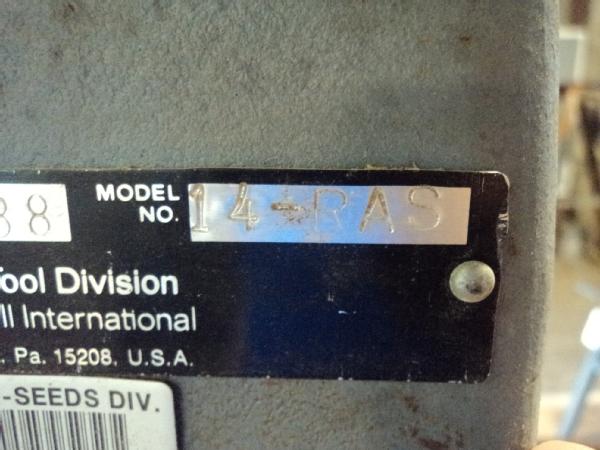 88 MODEL NO. 14-RAS
Tool Division
ll International
. Pa. 15208, U.S.A.
-SEEDS DIV.